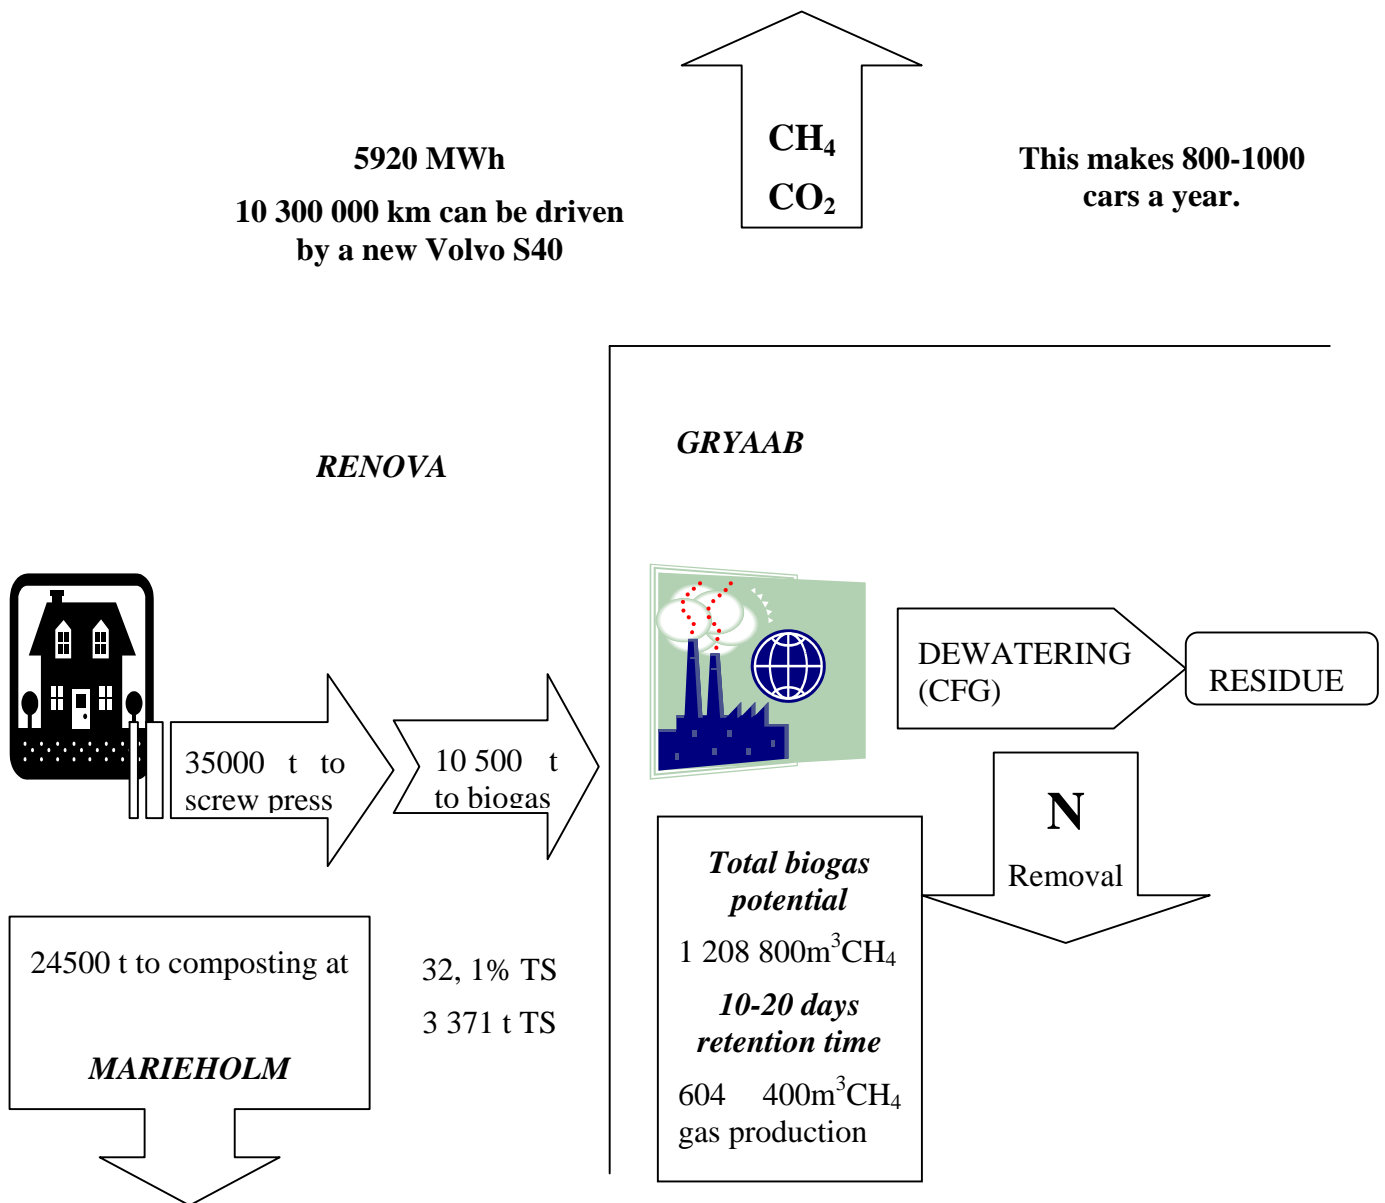 CH₄
CO₂
5920 MWh
10 300 000 km can be driven
by a new Volvo S40
This makes 800-1000
cars a year.
RENOVA
GRYAAB
35000 t to
screw press
10 500 t
to biogas
DEWATERING
(CFG)
RESIDUE
N
Removal
24500 t to composting at
MARIEHOLM
32, 1% TS
3 371 t TS
Total biogas
potential
1 208 800m³CH₄
10-20 days
retention time
604 400m³CH₄
gas production